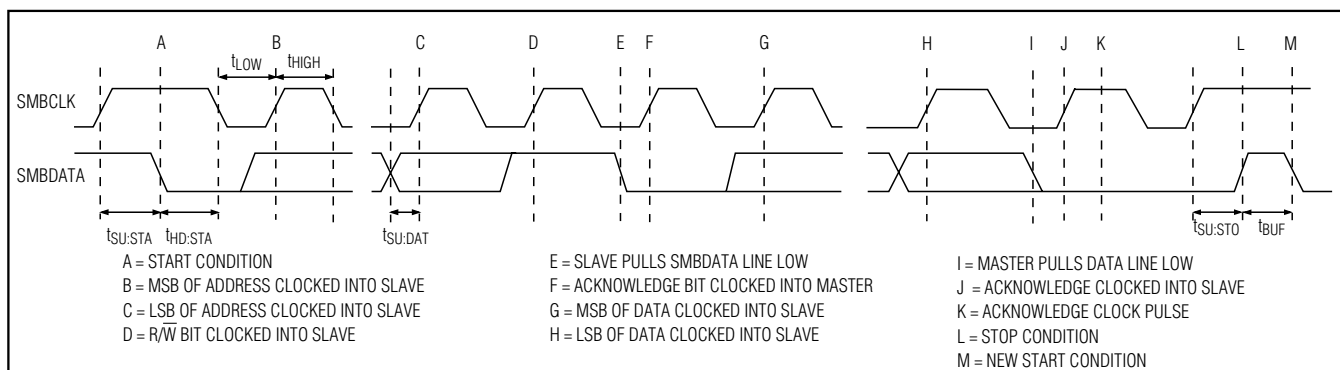 A B C D E F G H I J K L M
tLOW tHIGH
SMBCLK
SMBDATA
tSU:STA tHD:STA tSU:DAT tSU:STO tBUF
A = START CONDITION
B = MSB OF ADDRESS CLOCKED INTO SLAVE
C = LSB OF ADDRESS CLOCKED INTO SLAVE
D = R/W̅ BIT CLOCKED INTO SLAVE
E = SLAVE PULLS SMBDATA LINE LOW
F = ACKNOWLEDGE BIT CLOCKED INTO MASTER
G = MSB OF DATA CLOCKED INTO SLAVE
H = LSB OF DATA CLOCKED INTO SLAVE
I = MASTER PULLS DATA LINE LOW
J = ACKNOWLEDGE CLOCKED INTO SLAVE
K = ACKNOWLEDGE CLOCK PULSE
L = STOP CONDITION
M = NEW START CONDITION